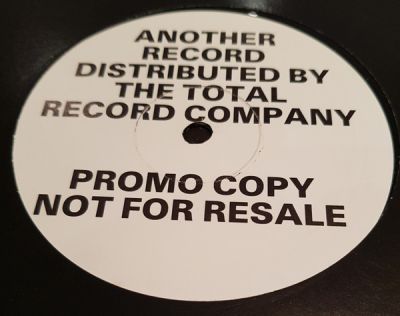 ANOTHER
RECORD
DISTRIBUTED BY
THE TOTAL
RECORD COMPANY
PROMO COPY
NOT FOR RESALE